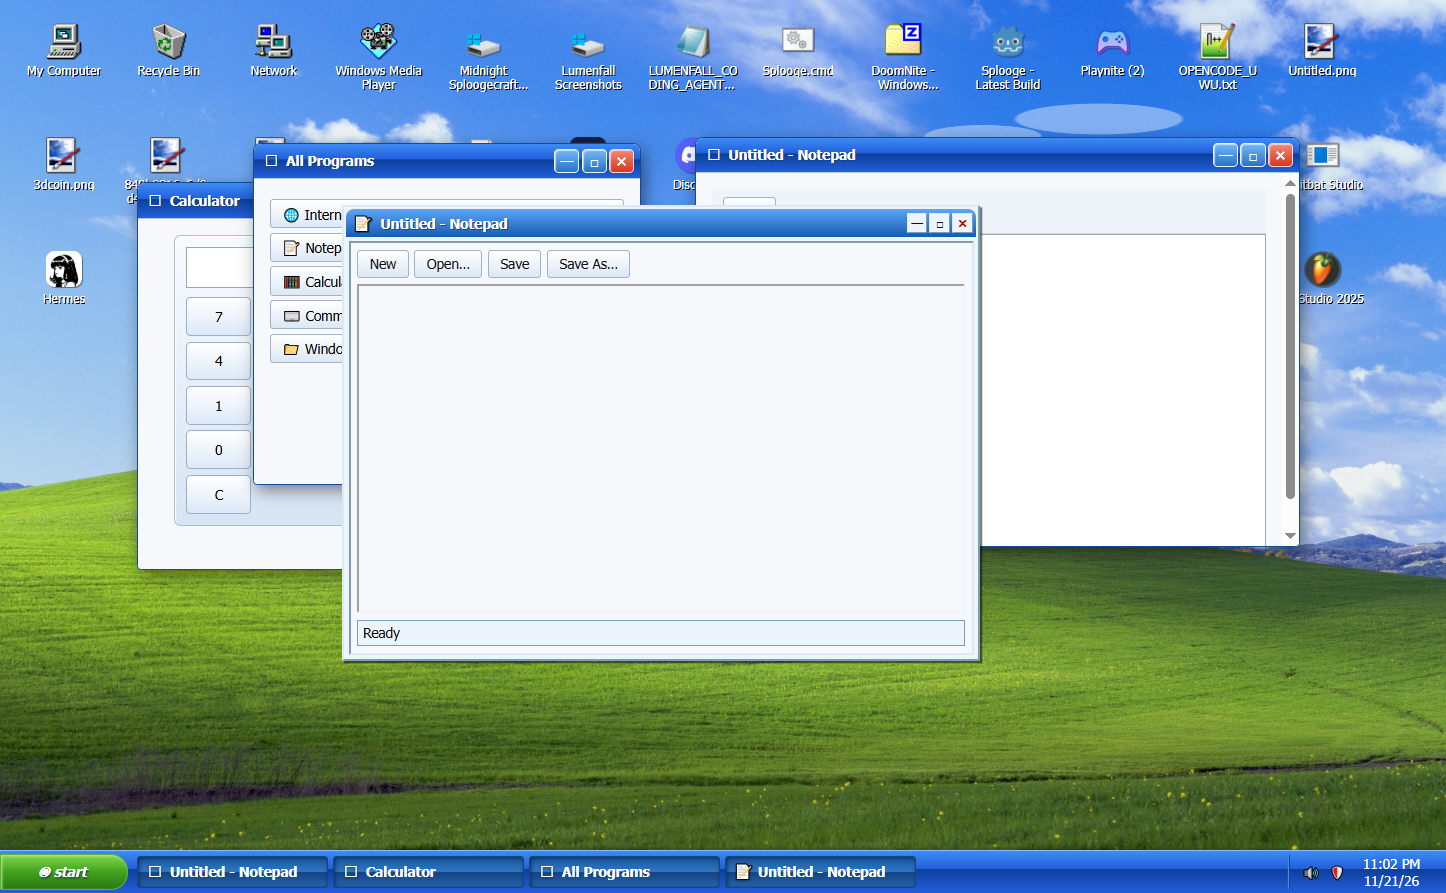 My Computer
Recycle Bin
Network
Windows Media
Player
Midnight
Sploogecraft...
Lumenfall
Screenshots
LUMENFALL_CO
DING_AGENT...
Splooge.cmd
DoomNite -
Windows...
Splooge -
Latest Build
Playnite (2)
OPENCODE_U
WU.txt
Untitled.png
3dcoin.png
Disc
itbat Studio
Hermes
Studio 2025
All Programs
Intern
Notep
Calcul
Comm
Windo
Untitled - Notepad
Calculator
7
4
1
0
C
Untitled - Notepad
New
Open...
Save
Save As...
Ready
start
Untitled - Notepad
Calculator
All Programs
Untitled - Notepad
11:02 PM
11/21/26